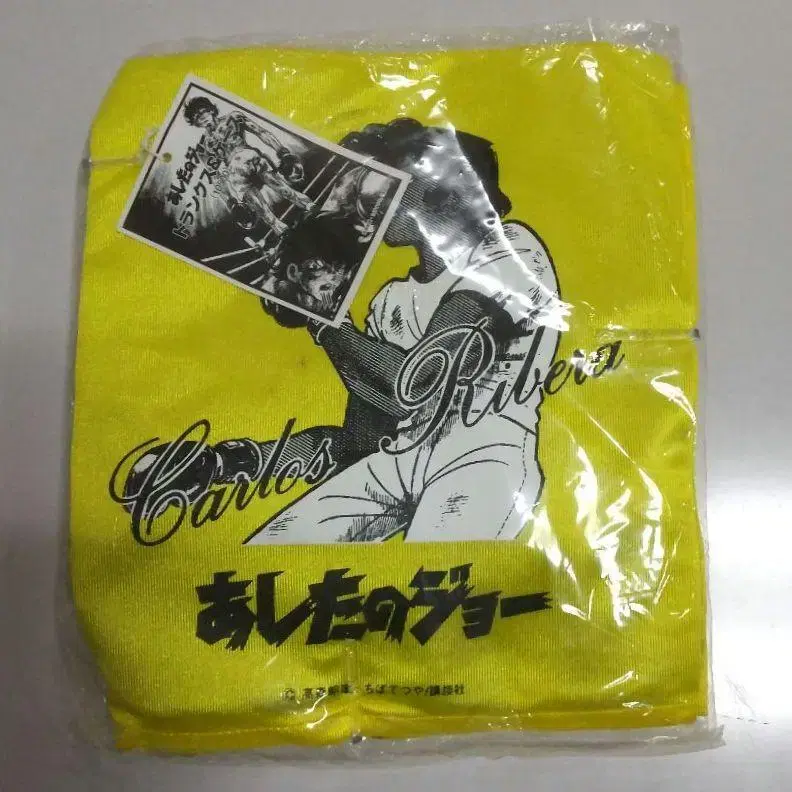 あしたのジョー
トランクス
Carlos Ribera
あしたのジョー
© 高森朝雄・ちばてつや/講談社